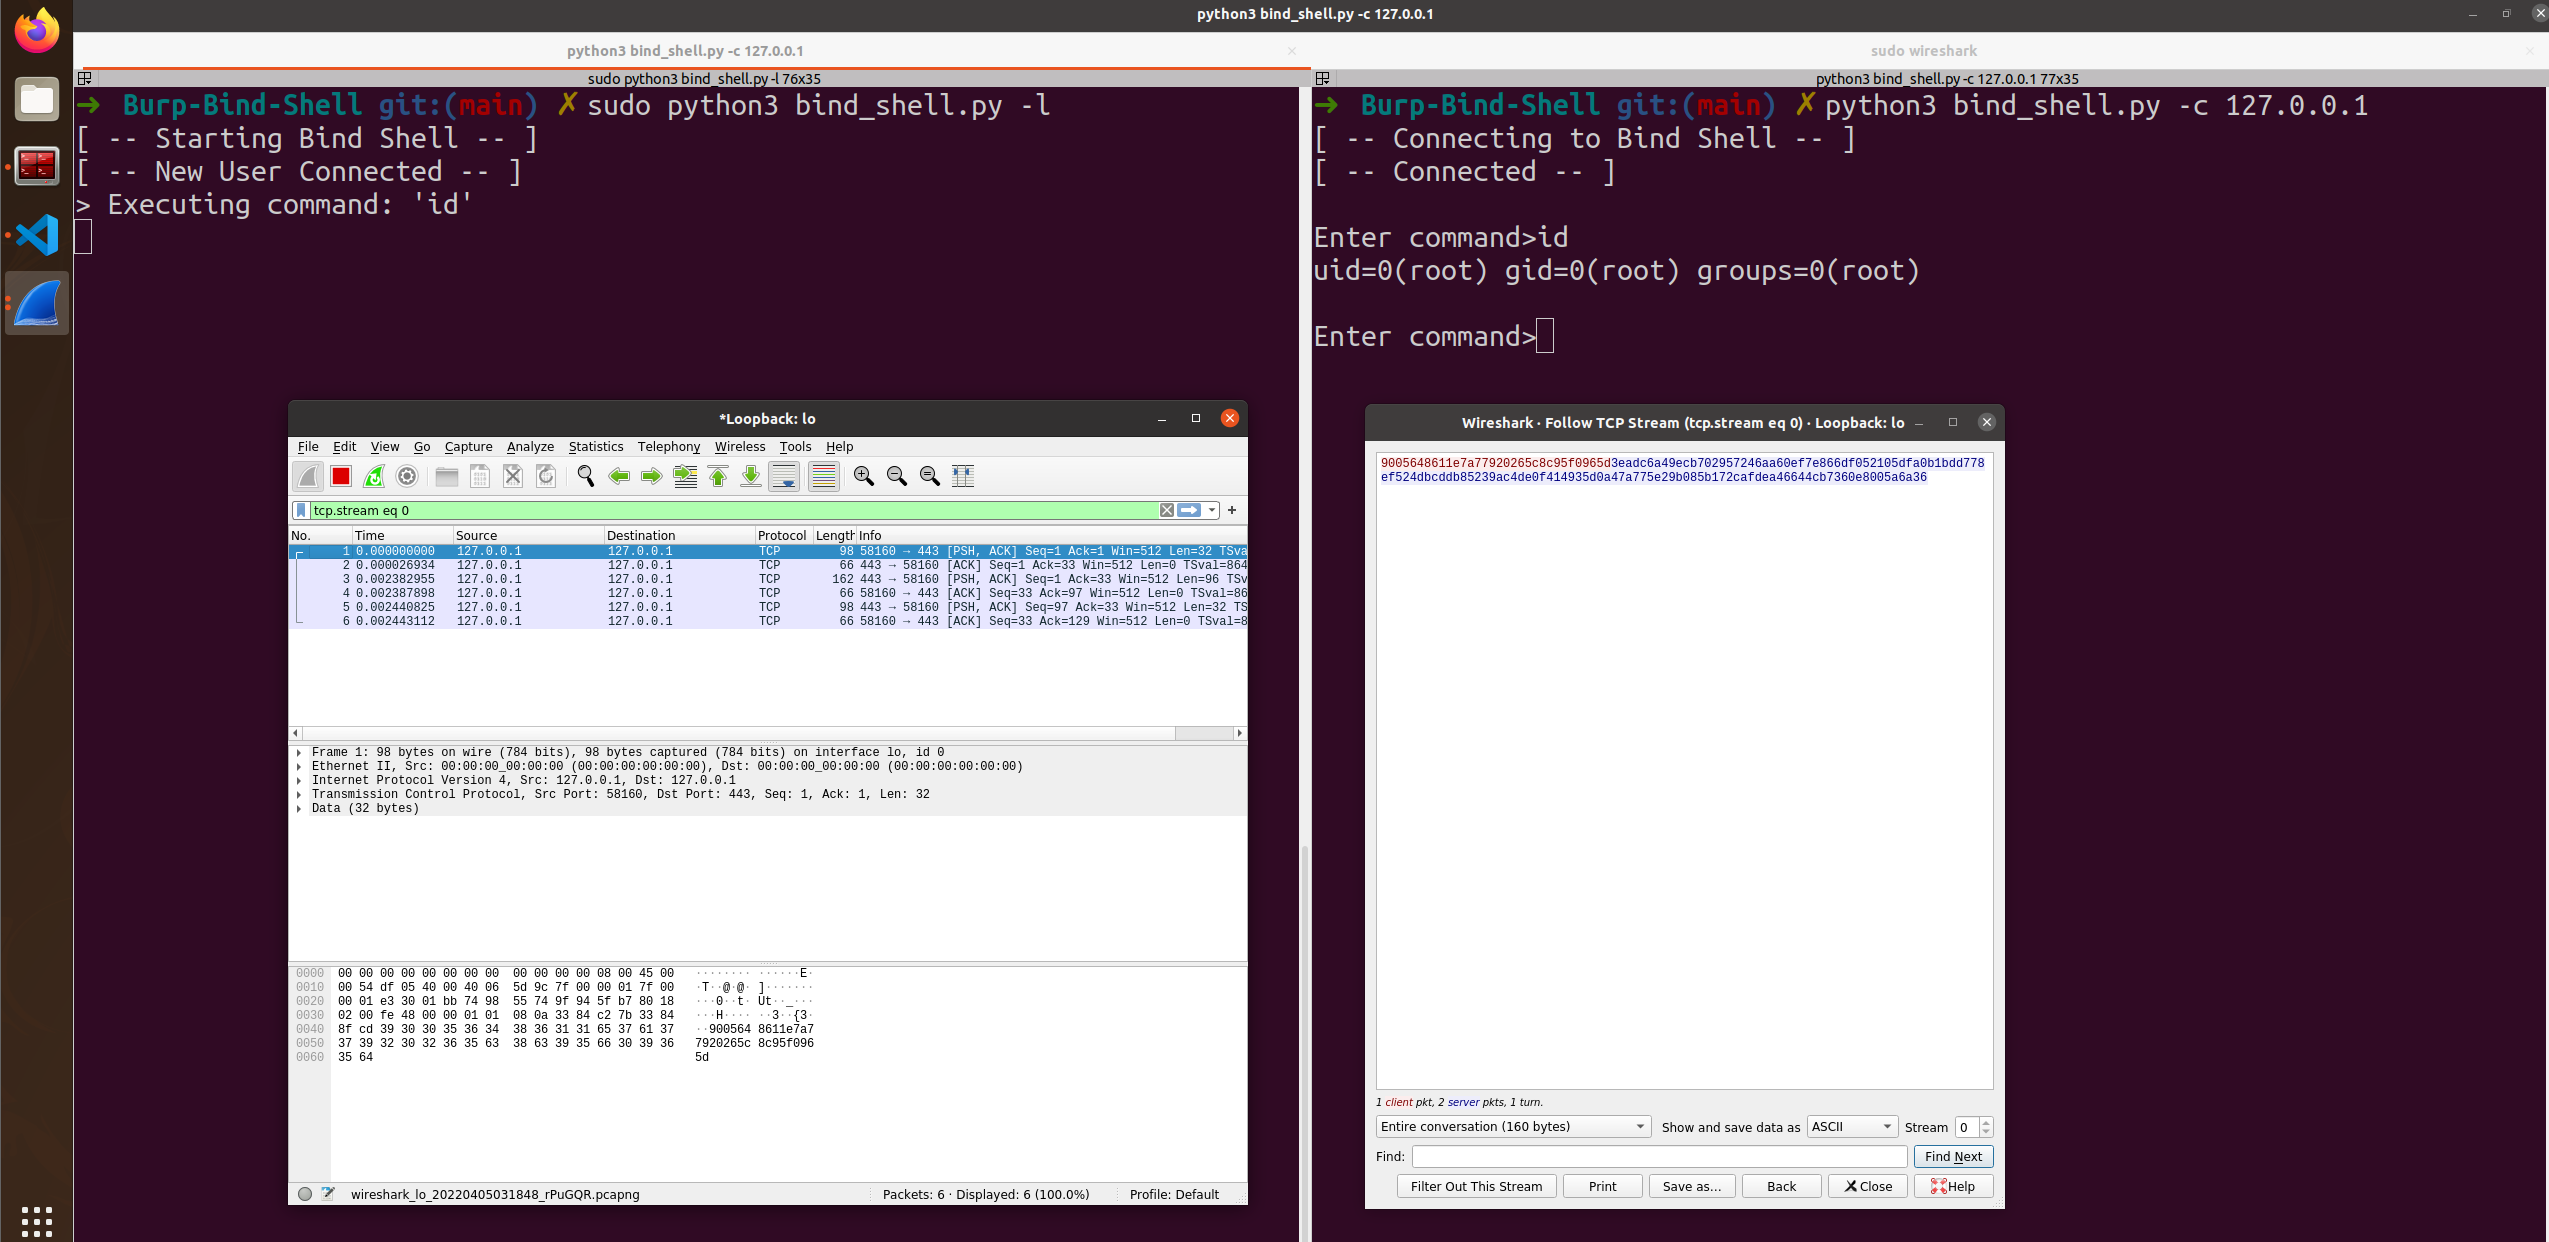 python3 bind_shell.py -c 127.0.0.1
python3 bind_shell.py -c 127.0.0.1
sudo wireshark
sudo python3 bind_shell.py -l 76x35
➜ Burp-Bind-Shell git:(main) ✗ sudo python3 bind_shell.py -l
[ -- Starting Bind Shell -- ]
[ -- New User Connected -- ]
> Executing command: 'id'
python3 bind_shell.py -c 127.0.0.1 77x35
➜ Burp-Bind-Shell git:(main) ✗ python3 bind_shell.py -c 127.0.0.1
[ -- Connecting to Bind Shell -- ]
[ -- Connected -- ]
Enter command>id
uid=0(root) gid=0(root) groups=0(root)
Enter command>
*Loopback: lo
File Edit View Go Capture Analyze Statistics Telephony Wireless Tools Help
tcp.stream eq 0
No. Time Source Destination Protocol Length Info
1 0.000000000 127.0.0.1 127.0.0.1 TCP 98 58160 → 443 [PSH, ACK] Seq=1 Ack=1 Win=512 Len=32 TSva
2 0.000026934 127.0.0.1 127.0.0.1 TCP 66 443 → 58160 [ACK] Seq=1 Ack=33 Win=512 Len=0 TSval=864
3 0.002382955 127.0.0.1 127.0.0.1 TCP 162 443 → 58160 [PSH, ACK] Seq=1 Ack=33 Win=512 Len=96 TSv
4 0.002387898 127.0.0.1 127.0.0.1 TCP 66 58160 → 443 [ACK] Seq=33 Ack=97 Win=512 Len=0 TSval=86
5 0.002440825 127.0.0.1 127.0.0.1 TCP 98 443 → 58160 [PSH, ACK] Seq=97 Ack=33 Win=512 Len=32 TS
6 0.002443112 127.0.0.1 127.0.0.1 TCP 66 58160 → 443 [ACK] Seq=33 Ack=129 Win=512 Len=0 TSval=8
Frame 1: 98 bytes on wire (784 bits), 98 bytes captured (784 bits) on interface lo, id 0
Ethernet II, Src: 00:00:00_00:00:00 (00:00:00:00:00:00), Dst: 00:00:00_00:00:00 (00:00:00:00:00:00)
Internet Protocol Version 4, Src: 127.0.0.1, Dst: 127.0.0.1
Transmission Control Protocol, Src Port: 58160, Dst Port: 443, Seq: 1, Ack: 1, Len: 32
Data (32 bytes)
0000 00 00 00 00 00 00 00 00 00 00 00 00 08 00 45 00 ········ ······E·
0010 00 54 df 05 40 00 40 06 5d 9c 7f 00 00 01 7f 00 ·T··@·@· ]·······
0020 00 01 e3 30 01 bb 74 98 55 74 9f 94 5f b7 80 18 ···0··t· Ut··_···
0030 02 00 fe 48 00 00 01 01 08 0a 33 84 c2 7b 33 84 ···H···· ··3··{3·
0040 8f cd 39 30 30 35 36 34 38 36 31 31 65 37 61 37 ··900564 8611e7a7
0050 37 39 32 30 32 36 35 63 38 63 39 35 66 30 39 36 7920265c 8c95f096
0060 35 64 5d
wireshark_lo_20220405031848_rPuGQR.pcapng
Packets: 6 · Displayed: 6 (100.0%)
Profile: Default
Wireshark · Follow TCP Stream (tcp.stream eq 0) · Loopback: lo
9005648611e7a77920265c8c95f0965d3eadc6a49ecb702957246aa60ef7e866df052105dfa0b1bdd778
ef524dbcddb85239ac4de0f414935d0a47a775e29b085b172cafdea46644cb7360e8005a6a36
1 client pkt, 2 server pkts, 1 turn.
Entire conversation (160 bytes) Show and save data as ASCII Stream 0
Find: Find Next
Filter Out This Stream Print Save as… Back Close Help